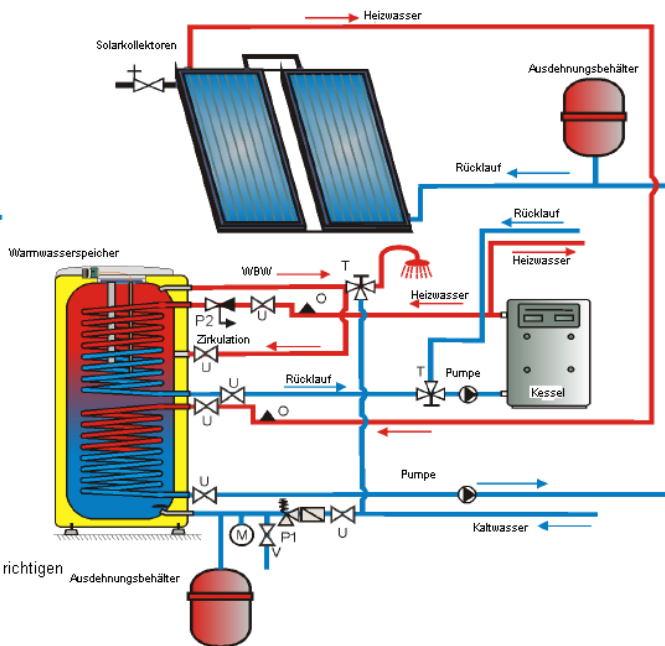 Heizwasser
Solarkollektoren
Ausdehnungsbehälter
Rücklauf
Rücklauf
Warmwasserspeicher
WBW
T
Heizwasser
Heizwasser
O
P2
U
Zirkulation
U
Rücklauf
U
T
Pumpe
Kessel
U
O
U
Pumpe
M
V
P1
U
Kaltwasser
richtigen
Ausdehnungsbehälter